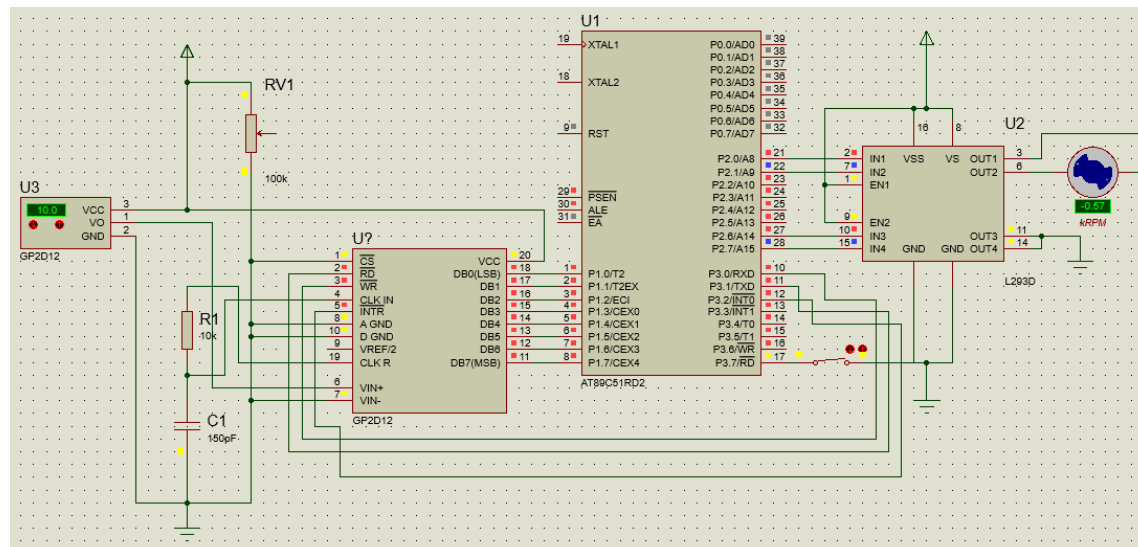 U1
19
XTAL1
18
XTAL2
9
RST
29
PSEN
30
ALE
31
EA
1
P1.0/T2
2
P1.1/T2EX
3
P1.2/ECI
4
P1.3/CEX0
5
P1.4/CEX1
6
P1.5/CEX2
7
P1.6/CEX3
8
P1.7/CEX4
AT89C51RD2
P0.0/AD0
39
P0.1/AD1
38
P0.2/AD2
37
P0.3/AD3
36
P0.4/AD4
35
P0.5/AD5
34
P0.6/AD6
33
P0.7/AD7
32
P2.0/A8
21
P2.1/A9
22
P2.2/A10
23
P2.3/A11
24
P2.4/A12
25
P2.5/A13
26
P2.6/A14
27
P2.7/A15
28
P3.0/RXD
10
P3.1/TXD
11
P3.2/INT0
12
P3.3/INT1
13
P3.4/T0
14
P3.5/T1
15
P3.6/WR
16
P3.7/RD
17
RV1
100k
U3
10.0
VCC
3
VO
1
GND
2
GP2D12
U?
1
CS
2
RD
3
WR
4
CLK IN
5
INTR
8
A GND
10
D GND
9
VREF/2
19
CLK R
6
VIN+
7
VIN-
VCC
20
DB0(LSB)
18
DB1
17
DB2
16
DB3
15
DB4
14
DB5
13
DB6
12
DB7(MSB)
11
GP2D12
R1
10k
C1
150pF
U2
16
8
2
IN1
VSS
VS
OUT1
3
7
IN2
OUT2
6
1
EN1
9
EN2
10
IN3
OUT3
11
15
IN4
GND
GND
OUT4
14
L293D
-0.57
kRPM